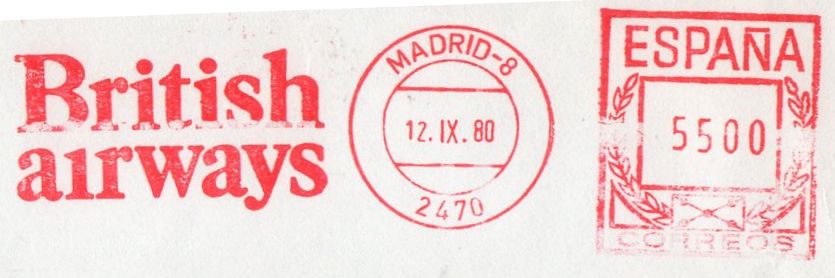 British
airways
MADRID-8
12. IX. 80
2470
ESPAÑA
5500
CORREOS